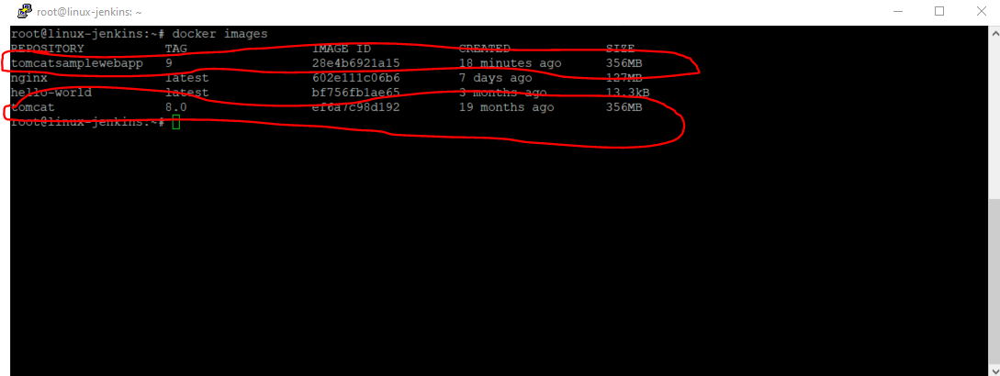 root@linux-jenkins: ~
root@linux-jenkins:~# docker images
REPOSITORY TAG IMAGE ID CREATED SIZE
tomcatsamplewebapp 9 28e4b6921a15 18 minutes ago 356MB
nginx latest 602e111c06b6 7 days ago 127MB
hello-world latest bf756fb1ae65 3 months ago 13.3kB
tomcat 8.0 ef6a7c98d192 19 months ago 356MB
root@linux-jenkins:~#